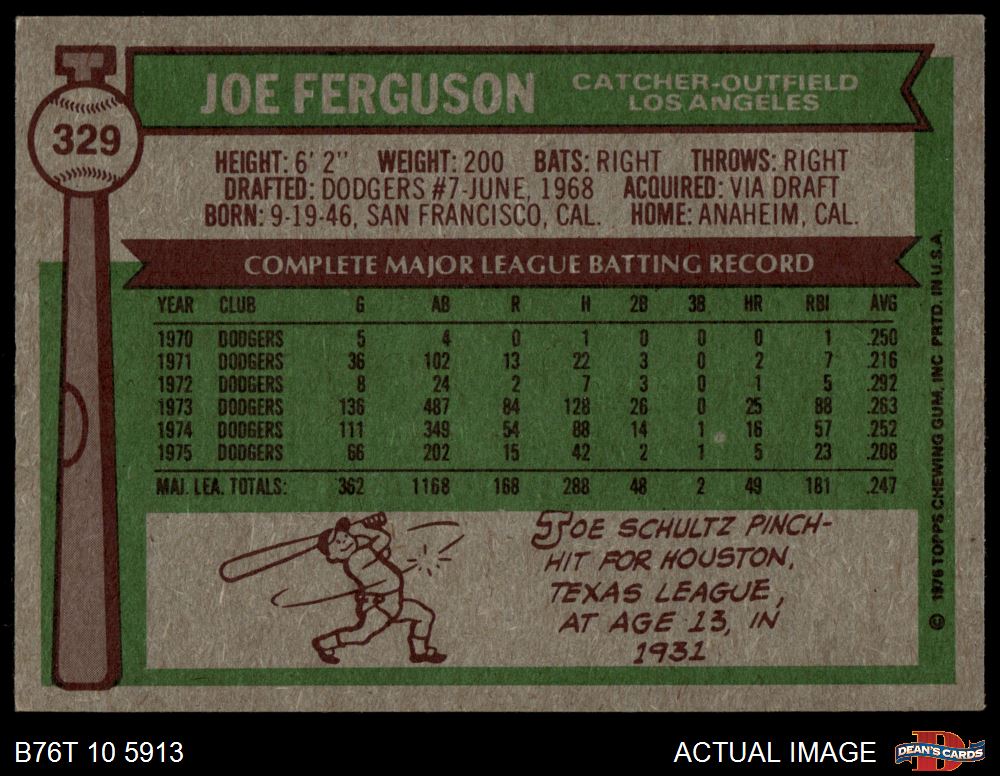 329
JOE FERGUSON
CATCHER-OUTFIELD
LOS ANGELES
HEIGHT: 6' 2" WEIGHT: 200 BATS: RIGHT THROWS: RIGHT
DRAFTED: DODGERS #7-JUNE, 1968 ACQUIRED: VIA DRAFT
BORN: 9-19-46, SAN FRANCISCO, CAL. HOME: ANAHEIM, CAL.
COMPLETE MAJOR LEAGUE BATTING RECORD
YEAR CLUB G AB R H 2B 3B HR RBI AVG
1970 DODGERS 5 4 0 1 0 0 0 1 .250
1971 DODGERS 36 102 13 22 3 0 2 7 .216
1972 DODGERS 8 24 2 7 3 0 1 5 .292
1973 DODGERS 136 487 84 128 26 0 25 88 .263
1974 DODGERS 111 349 54 88 14 1 16 57 .252
1975 DODGERS 66 202 15 42 2 1 5 23 .208
MAJ. LEA. TOTALS: 362 1168 168 288 48 2 49 181 .247
JOE SCHULTZ PINCH-
HIT FOR HOUSTON,
TEXAS LEAGUE,
AT AGE 13, IN
1931
© 1976 TOPPS CHEWING GUM, INC. PRTD. IN U.S.A.
B76T 10 5913
ACTUAL IMAGE
DEAN'S CARDS